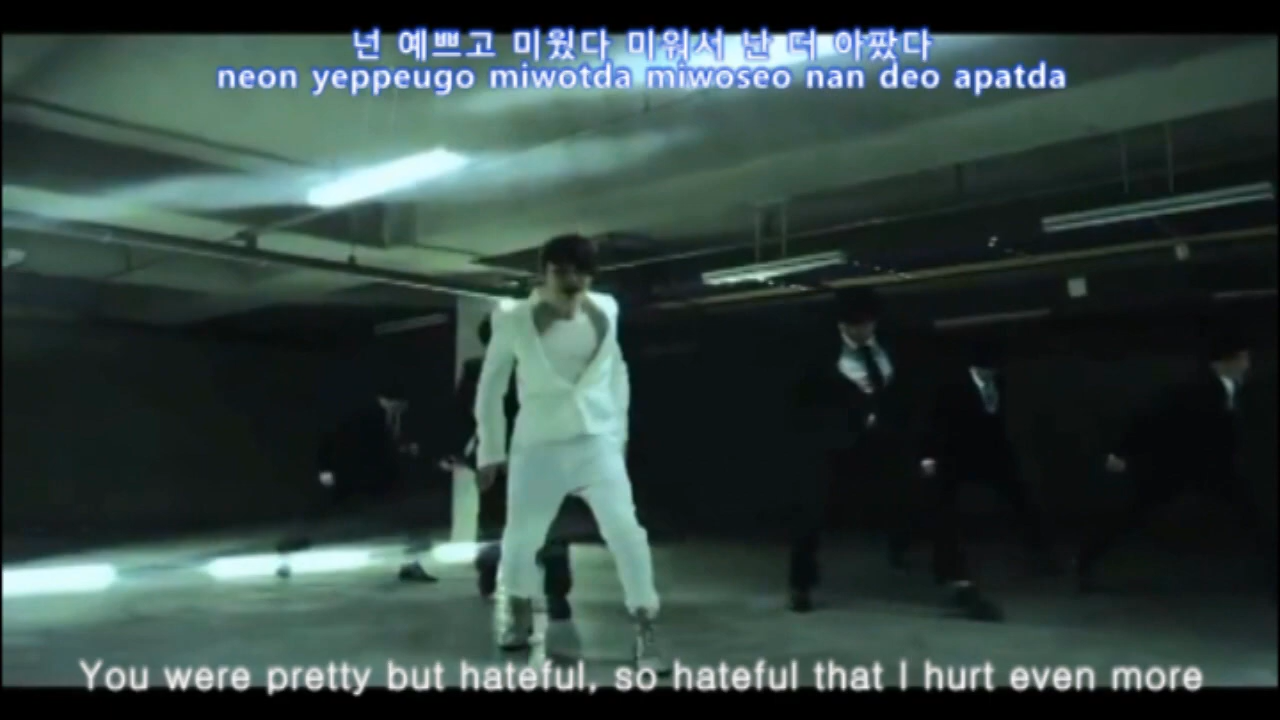 넌 예쁘고 미웠다 미워서 난 더 아팠다
neon yeppeugo miwotda miwoseo nan deo apatda
You were pretty but hateful, so hateful that I hurt even more